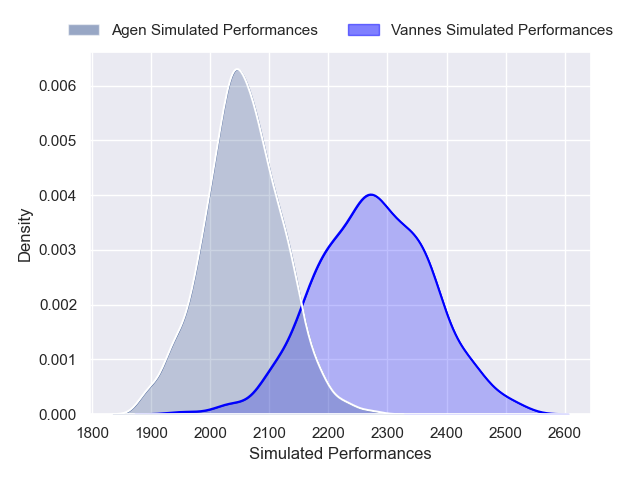 Agen Simulated Performances Vannes Simulated Performances
0.006
0.005
0.004
0.003
0.002
0.001
0.000
Density
1800 1900 2000 2100 2200 2300 2400 2500 2600
Simulated Performances